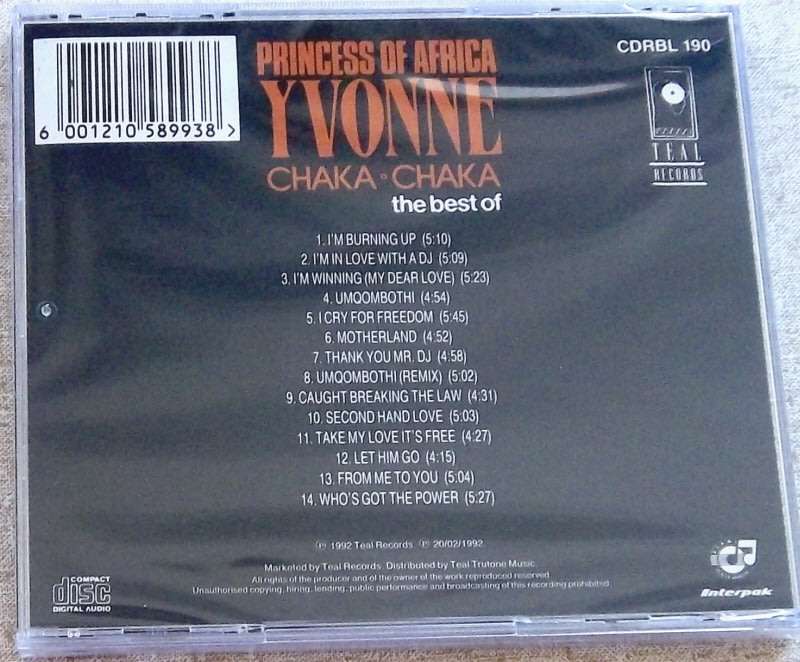 PRINCESS OF AFRICA
YVONNE
CHAKA CHAKA
the best of
CDRBL 190
TEAL
RECORDS
6 001210 589938 >
1. I'M BURNING UP (5:10)
2. I'M IN LOVE WITH A DJ (5:09)
3. I'M WINNING (MY DEAR LOVE) (5:23)
4. UMQOMBOTHI (4:54)
5. I CRY FOR FREEDOM (5:45)
6. MOTHERLAND (4:52)
7. THANK YOU MR. DJ (4:58)
8. UMQOMBOTHI (REMIX) (5:02)
9. CAUGHT BREAKING THE LAW (4:31)
10. SECOND HAND LOVE (5:03)
11. TAKE MY LOVE IT'S FREE (4:27)
12. LET HIM GO (4:15)
13. FROM ME TO YOU (5:04)
14. WHO'S GOT THE POWER (5:27)
℗ 1992 Teal Records. ℗ 20/02/1992
Marketed by Teal Records. Distributed by Teal Trutone Music.
All rights of the producer and of the owner of the work reproduced reserved
Unauthorised copying, hiring, lending, public performance and broadcasting of this recording prohibited
COMPACT
disc
DIGITAL AUDIO
Interpak